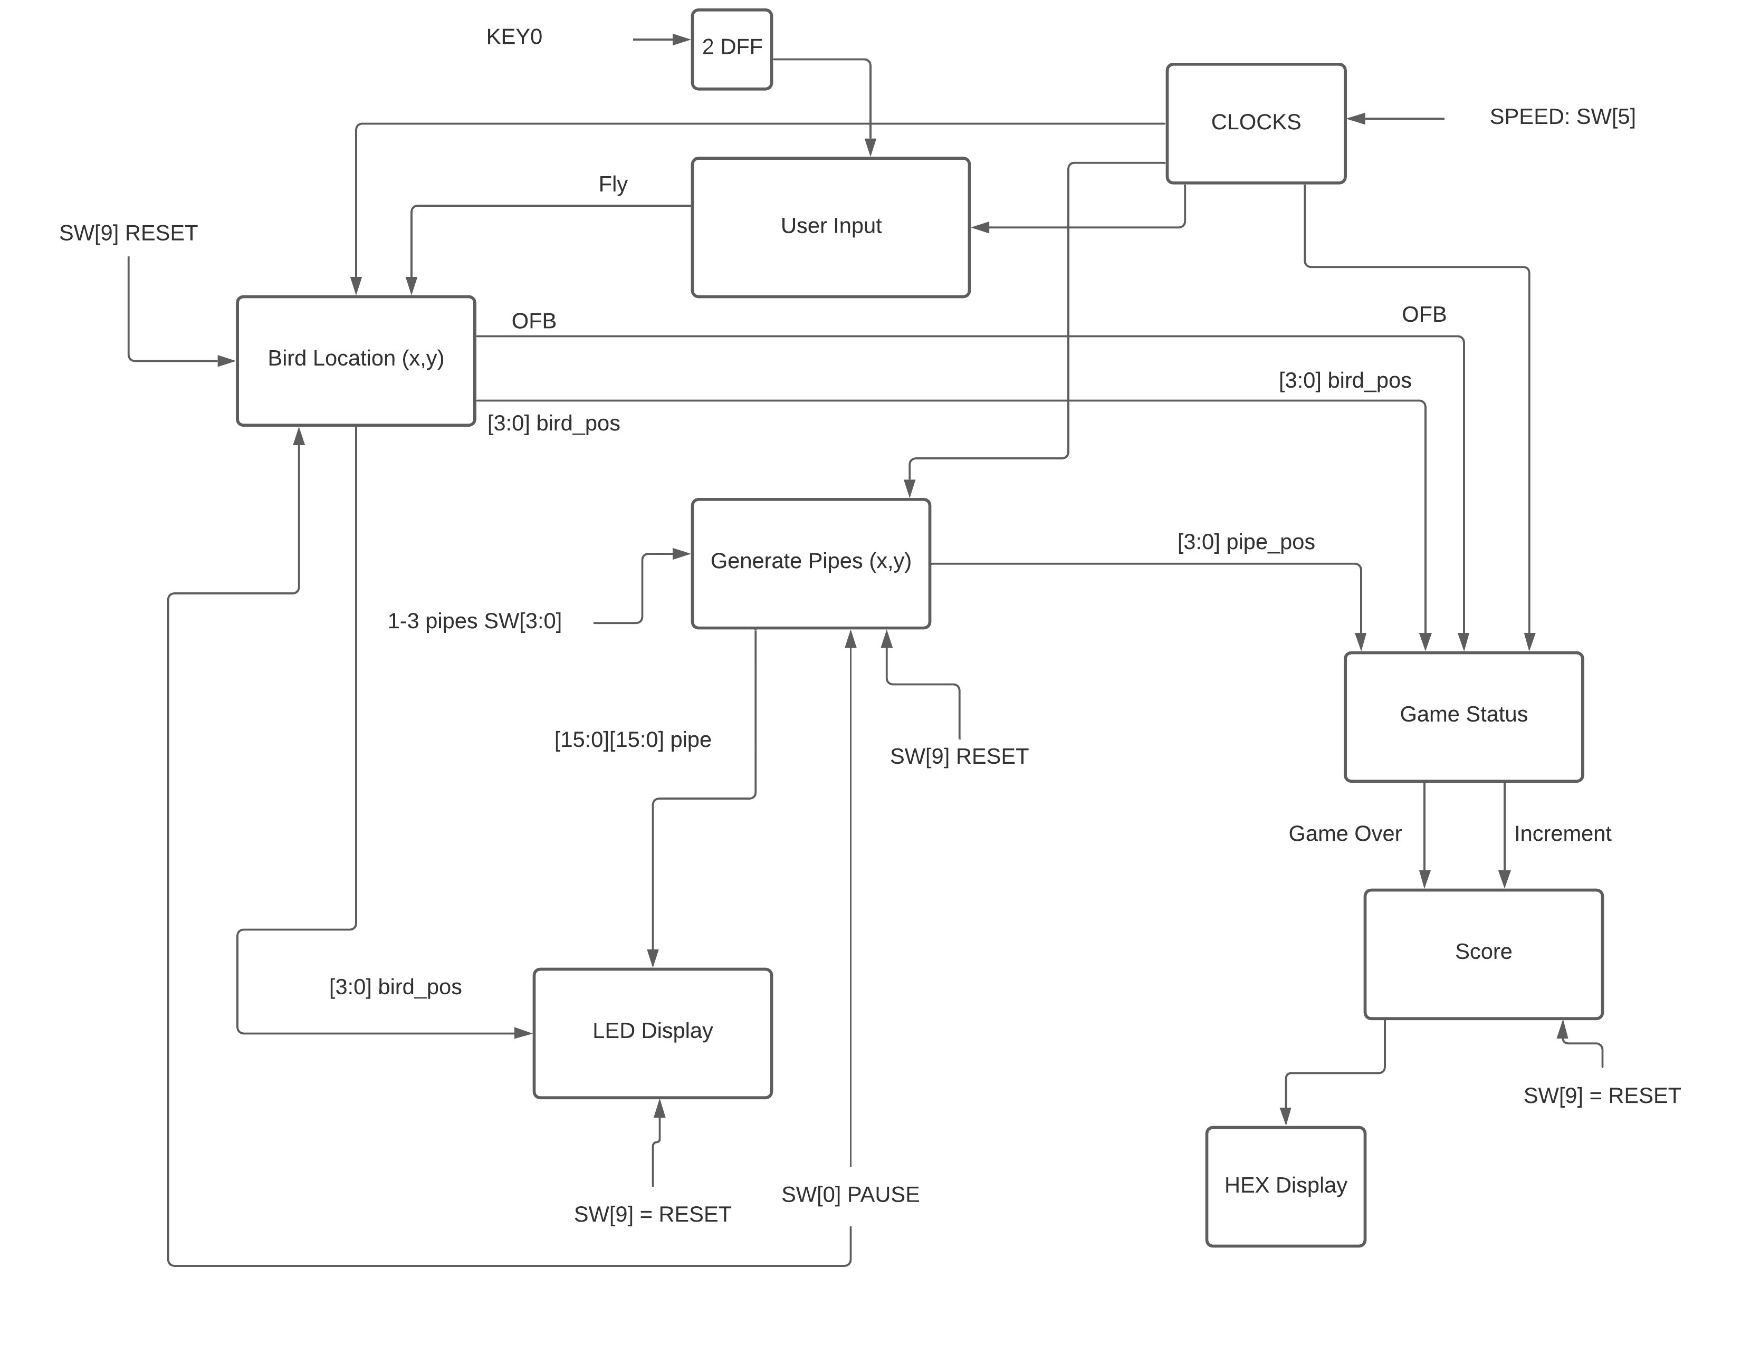 KEY0
2 DFF
CLOCKS
SPEED: SW[5]
Fly
User Input
SW[9] RESET
OFB
OFB
Bird Location (x,y)
[3:0] bird_pos
[3:0] bird_pos
[3:0] pipe_pos
Generate Pipes (x,y)
1-3 pipes SW[3:0]
Game Status
[15:0][15:0] pipe
SW[9] RESET
Game Over
Increment
Score
[3:0] bird_pos
LED Display
SW[9] = RESET
HEX Display
SW[0] PAUSE
SW[9] = RESET